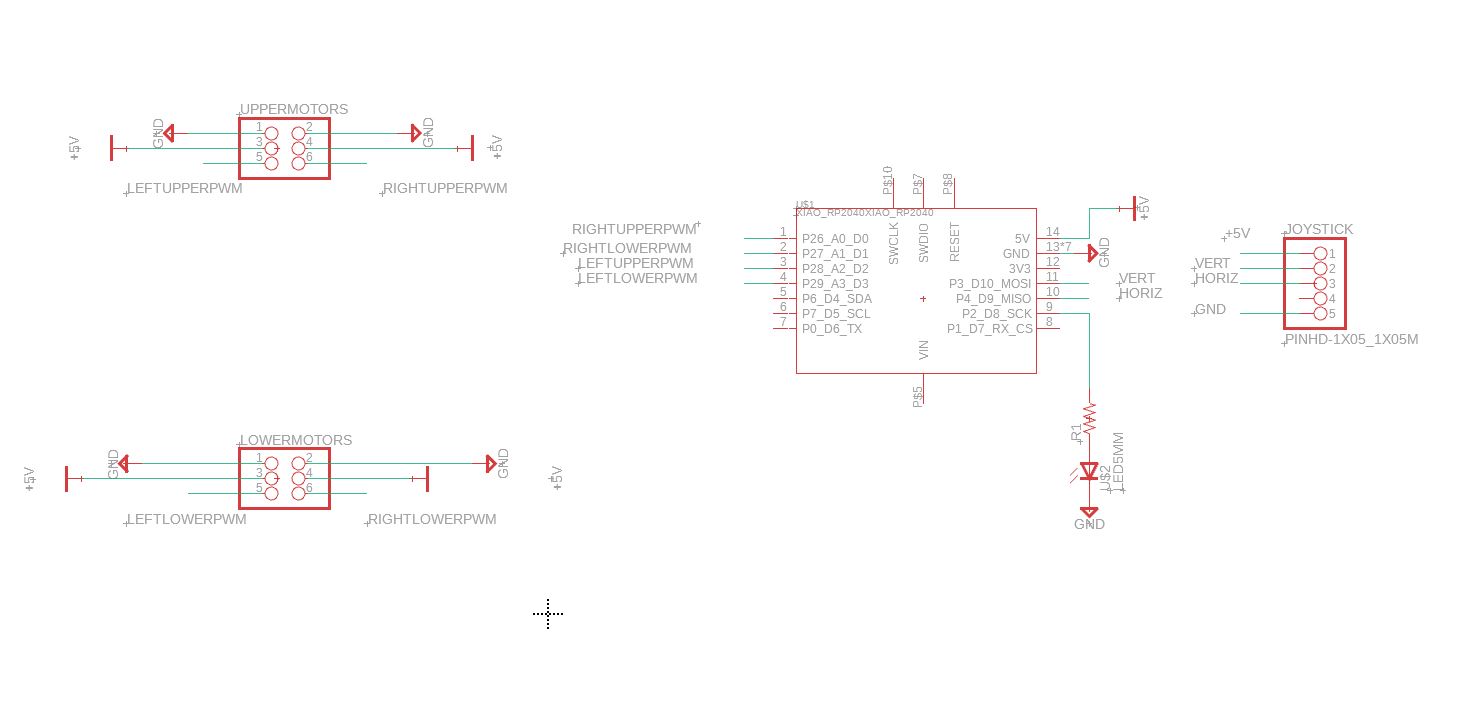 UPPERMOTORS
GND
+5V
1
2
3
4
5
6
GND
+5V
LEFTUPPERPWM
RIGHTUPPERPWM
LOWERMOTORS
GND
+5V
1
2
3
4
5
6
GND
+5V
LEFTLOWERPWM
RIGHTLOWERPWM
RIGHTUPPERPWM
RIGHTLOWERPWM
LEFTUPPERPWM
LEFTLOWERPWM
P$10
P$7
P$8
U$1
XIAO_RP2040XIAO_RP2040
SWCLK
SWDIO
RESET
1 P26_A0_D0
2 P27_A1_D1
3 P28_A2_D2
4 P29_A3_D3
5 P6_D4_SDA
6 P7_D5_SCL
7 P0_D6_TX
5V 14
GND 13*7
3V3 12
P3_D10_MOSI 11
P4_D9_MISO 10
P2_D8_SCK 9
P1_D7_RX_CS 8
VIN
P$5
+5V
GND
VERT
HORIZ
R1
U$2
LED5MM
GND
JOYSTICK
+5V
VERT
HORIZ
GND
1
2
3
4
5
PINHD-1X05_1X05M